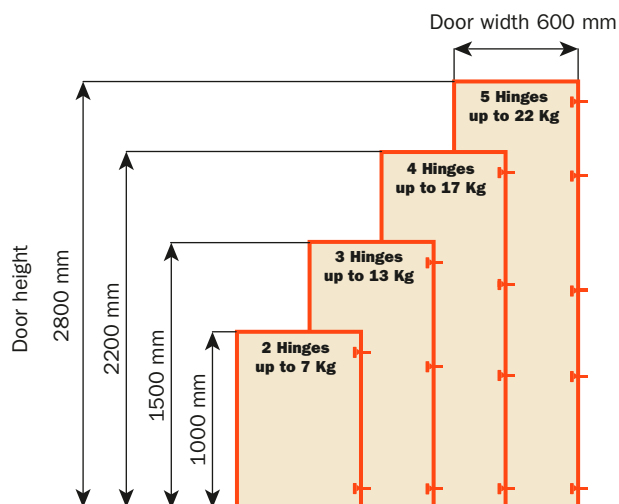 Door width 600 mm
5 Hinges
up to 22 Kg
4 Hinges
up to 17 Kg
3 Hinges
up to 13 Kg
2 Hinges
up to 7 Kg
Door height
2800 mm
2200 mm
1500 mm
1000 mm